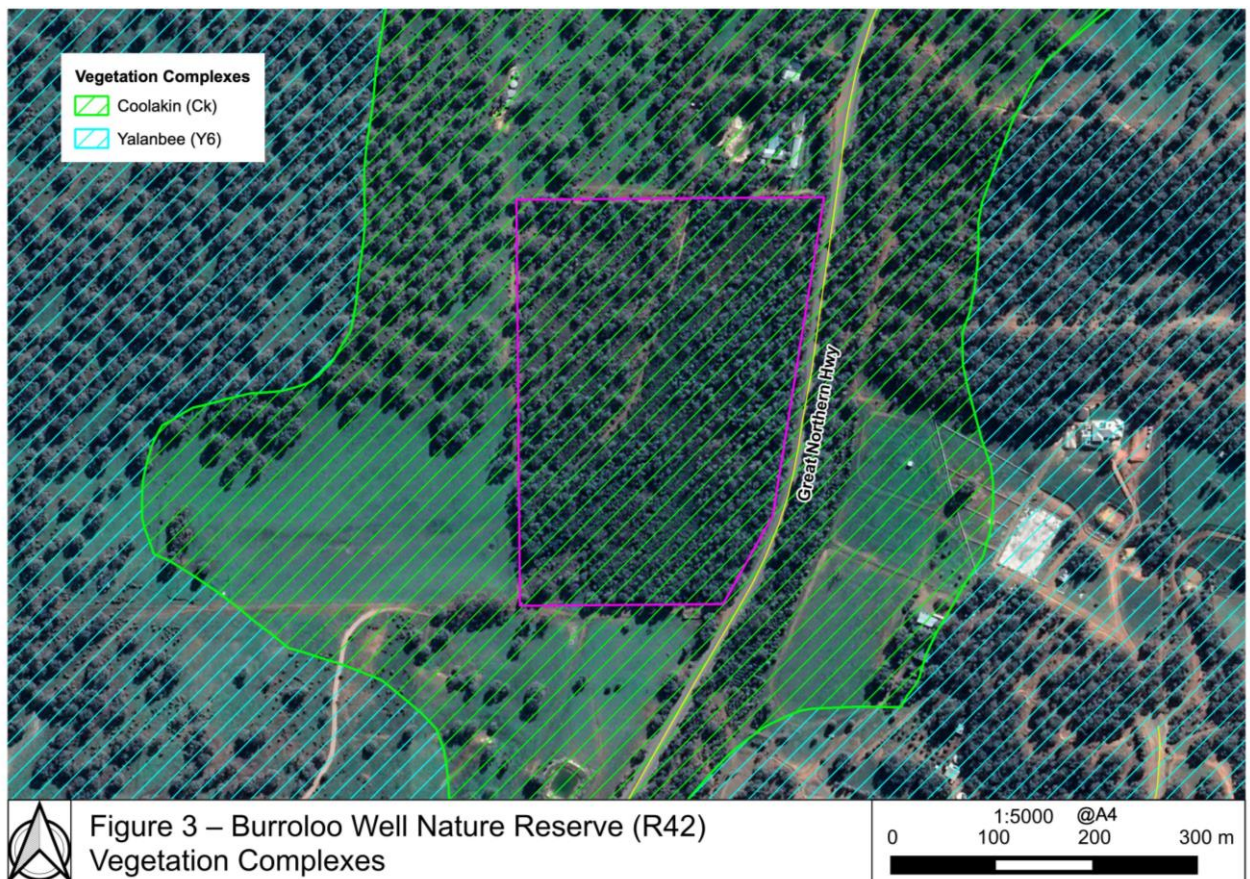 Vegetation Complexes
Coolakin (Ck)
Yalanbee (Y6)
Great Northern Hwy
Figure 3 – Burroloo Well Nature Reserve (R42)
Vegetation Complexes
1:5000 @A4
0 100 200 300 m